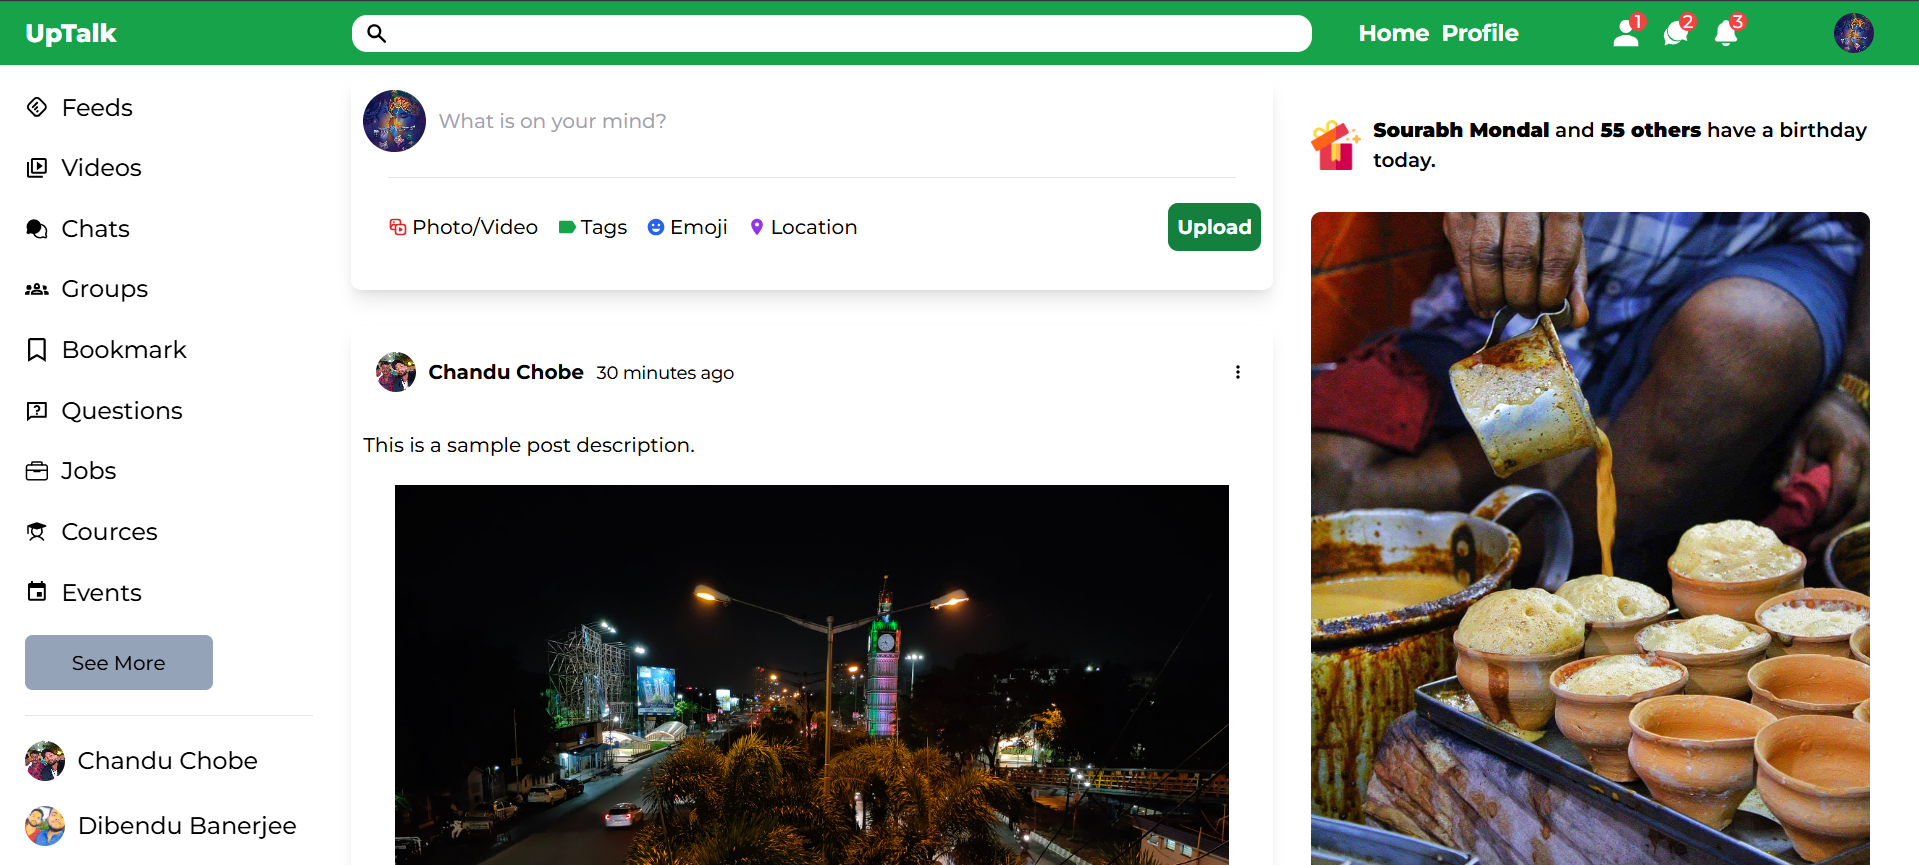 UpTalk
Home Profile
1
2
3
Feeds
Videos
Chats
Groups
Bookmark
Questions
Jobs
Cources
Events
See More
Chandu Chobe
Dibendu Banerjee
What is on your mind?
Photo/Video Tags Emoji Location
Upload
Chandu Chobe 30 minutes ago
This is a sample post description.
Sourabh Mondal and 55 others have a birthday
today.